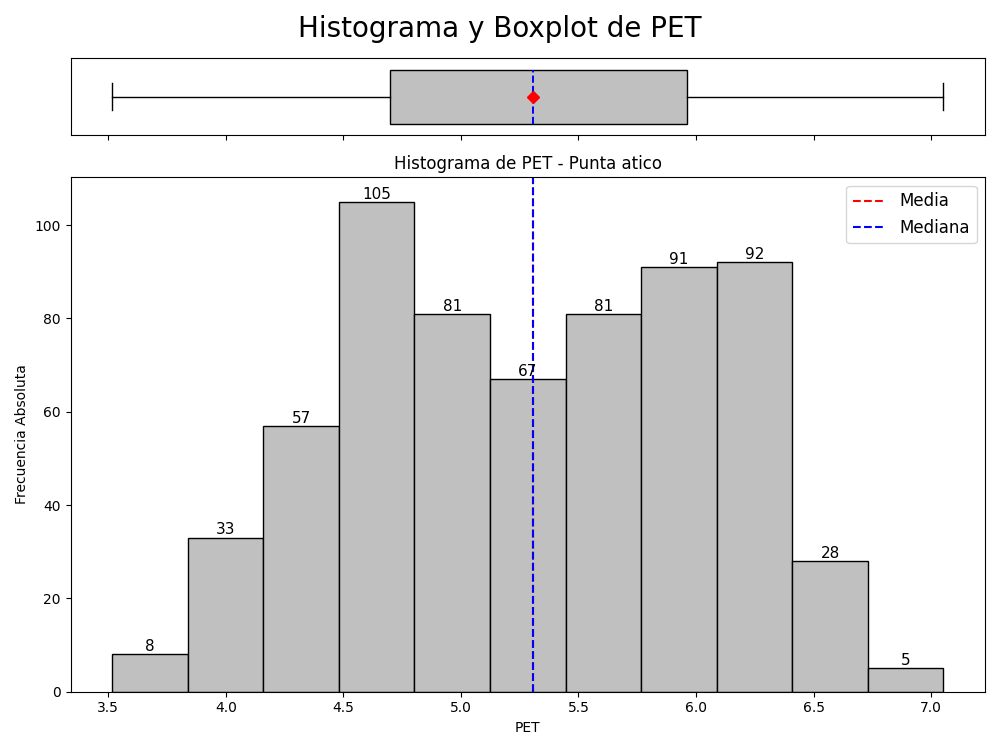 Histograma y Boxplot de PET
Histograma de PET - Punta atico
Media
Mediana
Frecuencia Absoluta
100
80
60
40
20
0
8
33
57
105
81
67
81
91
92
28
5
3.5 4.0 4.5 5.0 5.5 6.0 6.5 7.0
PET